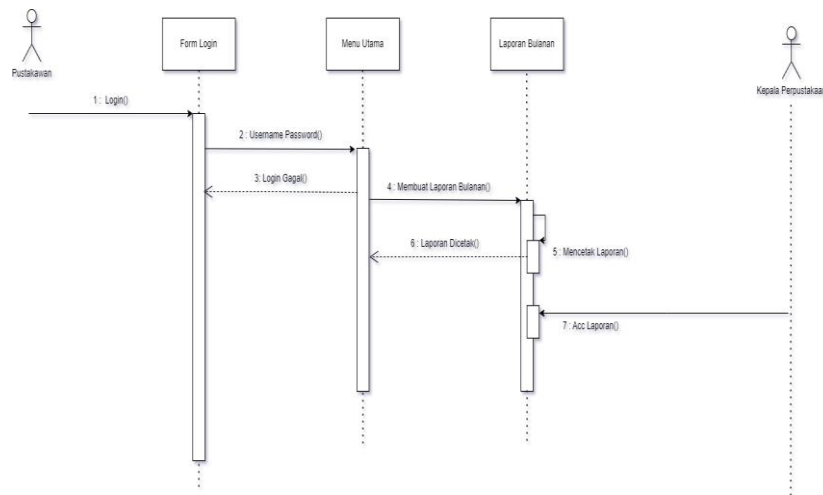 Pustakawan
Form Login
Menu Utama
Laporan Bulanan
Kepala Perpustakaa
1 : Login()
2 : Username Password()
3: Login Gagal()
4 : Membuat Laporan Bulanan()
5 : Mencetak Laporan()
6 : Laporan Dicetak()
7 : Acc Laporan()